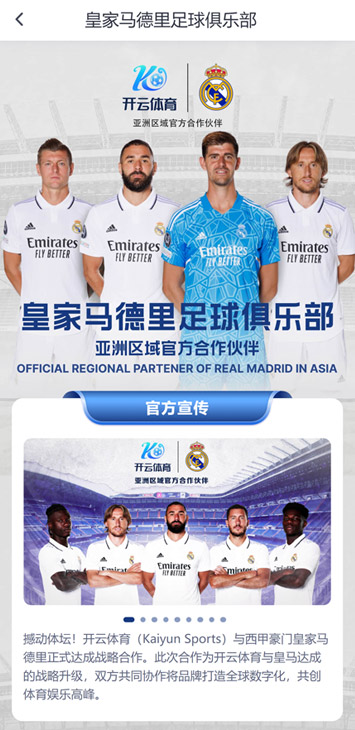 皇家马德里足球俱乐部
开云体育
亚洲区域官方合作伙伴
Emirates Emirates Emirates Emirates
FLY BETTER FLY BETTER FLY BETTER FLY BETTER
皇家马德里足球俱乐部
亚洲区域官方合作伙伴
OFFICIAL REGIONAL PARTENER OF REAL MADRID IN ASIA
官方宣传
开云体育
亚洲区域官方合作伙伴
撼动体坛！开云体育（Kaiyun Sports）与西甲豪门皇家马
德里正式达成战略合作。此次合作为开云体育与皇马达成
的战略升级，双方共同协作将品牌打造全球数字化，共创
体育娱乐高峰。